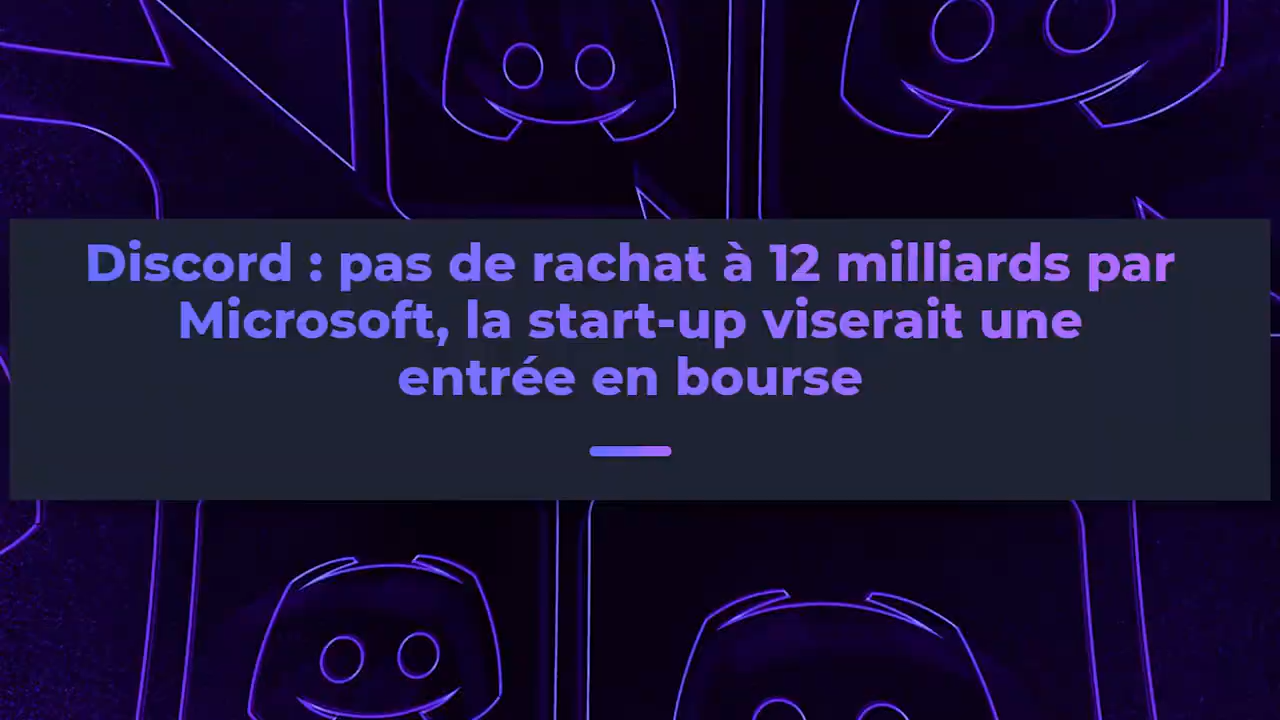 Discord : pas de rachat à 12 milliards par
Microsoft, la start-up viserait une
entrée en bourse